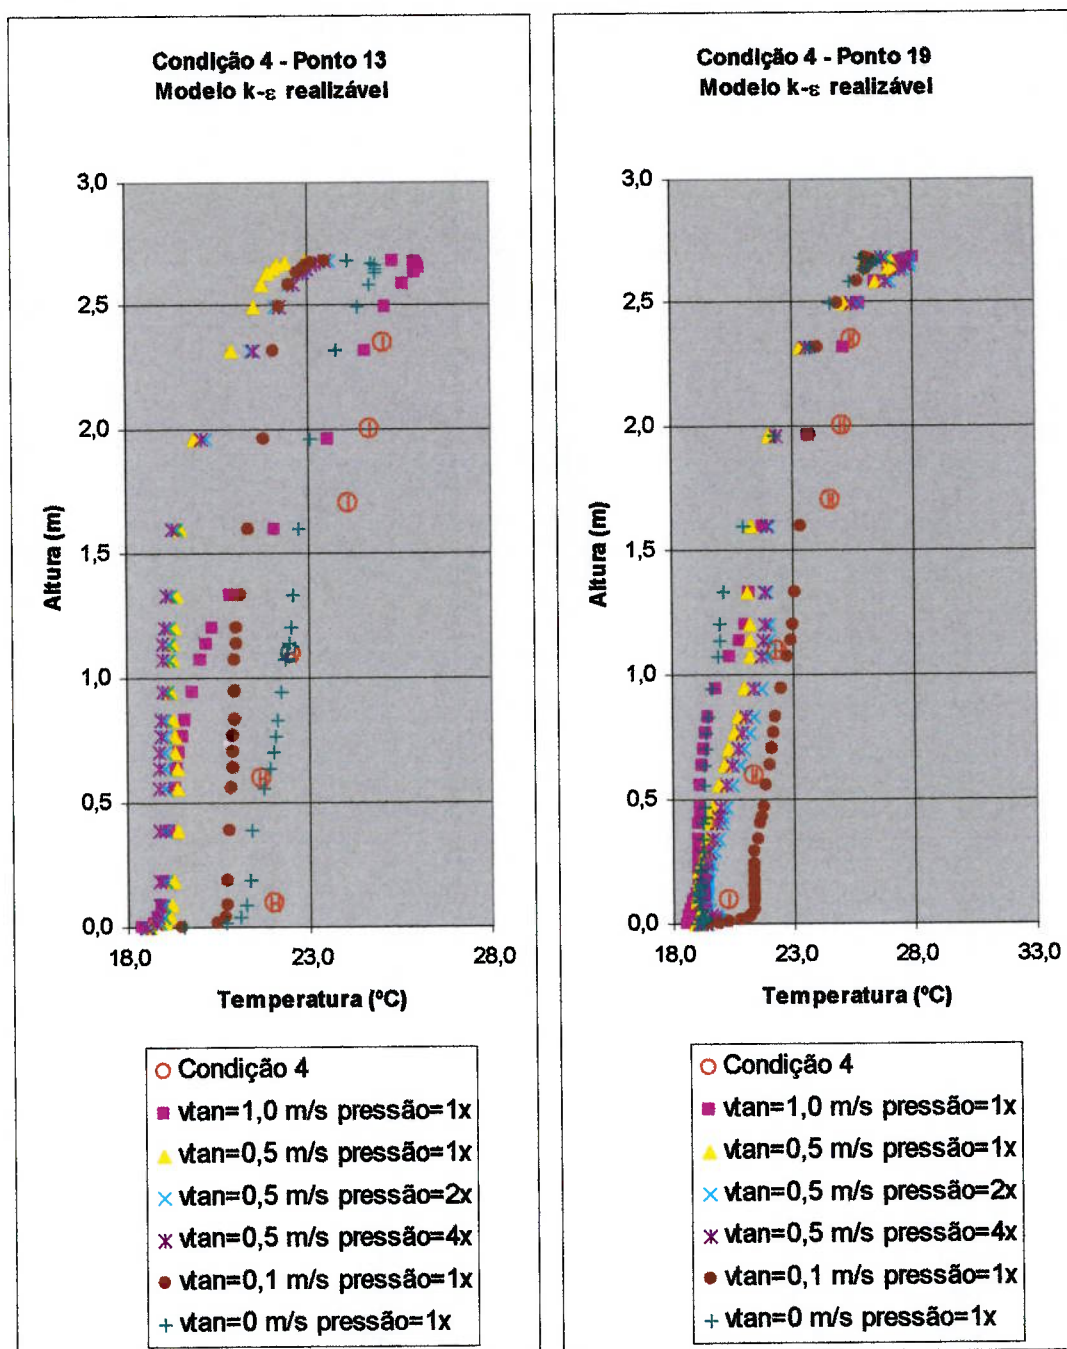 Condição 4 - Ponto 13
Modelo k-ε realizável
3,0
2,5
2,0
1,5
1,0
0,5
0,0
Altura (m)
18,0 23,0 28,0
Temperatura (ºC)
Condição 4
vtan=1,0 m/s pressão=1x
vtan=0,5 m/s pressão=1x
vtan=0,5 m/s pressão=2x
vtan=0,5 m/s pressão=4x
vtan=0,1 m/s pressão=1x
vtan=0 m/s pressão=1x
Condição 4 - Ponto 19
Modelo k-ε realizável
3,0
2,5
2,0
1,5
1,0
0,5
0,0
Altura (m)
18,0 23,0 28,0 33,0
Temperatura (ºC)
Condição 4
vtan=1,0 m/s pressão=1x
vtan=0,5 m/s pressão=1x
vtan=0,5 m/s pressão=2x
vtan=0,5 m/s pressão=4x
vtan=0,1 m/s pressão=1x
vtan=0 m/s pressão=1x